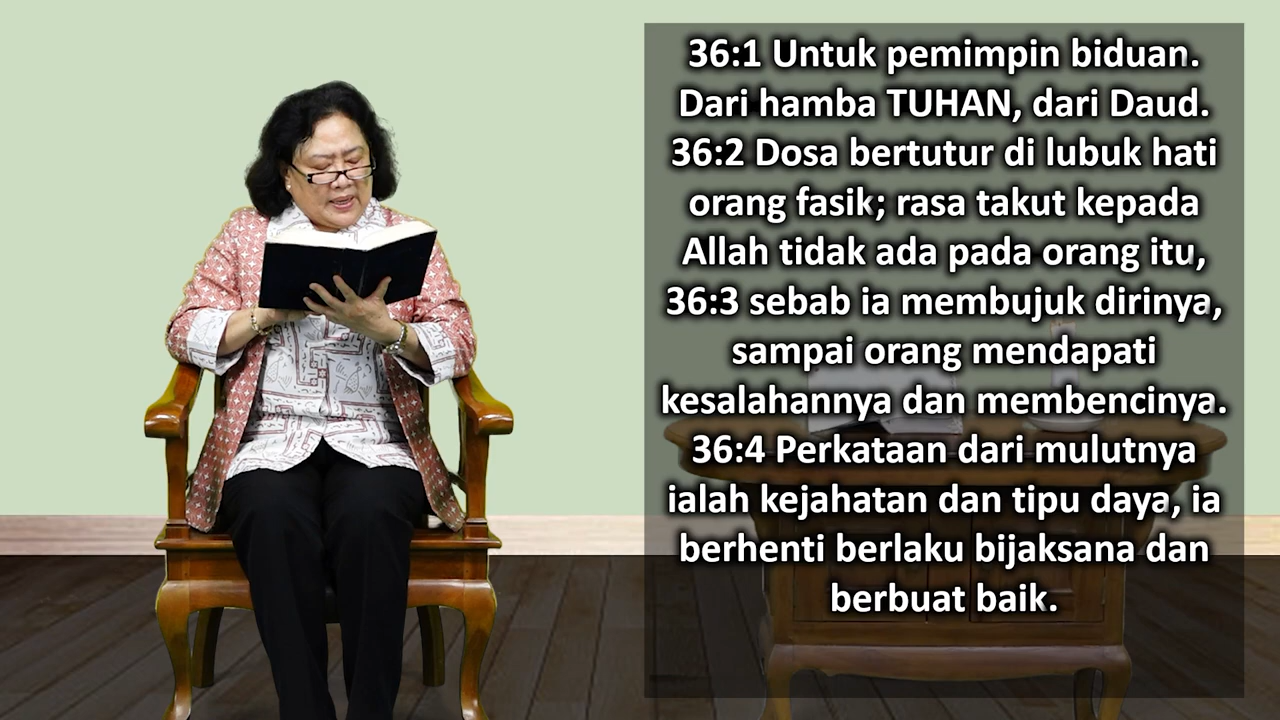 36:1 Untuk pemimpin biduan.
Dari hamba TUHAN, dari Daud.
36:2 Dosa bertutur di lubuk hati
orang fasik; rasa takut kepada
Allah tidak ada pada orang itu,
36:3 sebab ia membujuk dirinya,
sampai orang mendapati
kesalahannya dan membencinya.
36:4 Perkataan dari mulutnya
ialah kejahatan dan tipu daya, ia
berhenti berlaku bijaksana dan
berbuat baik.